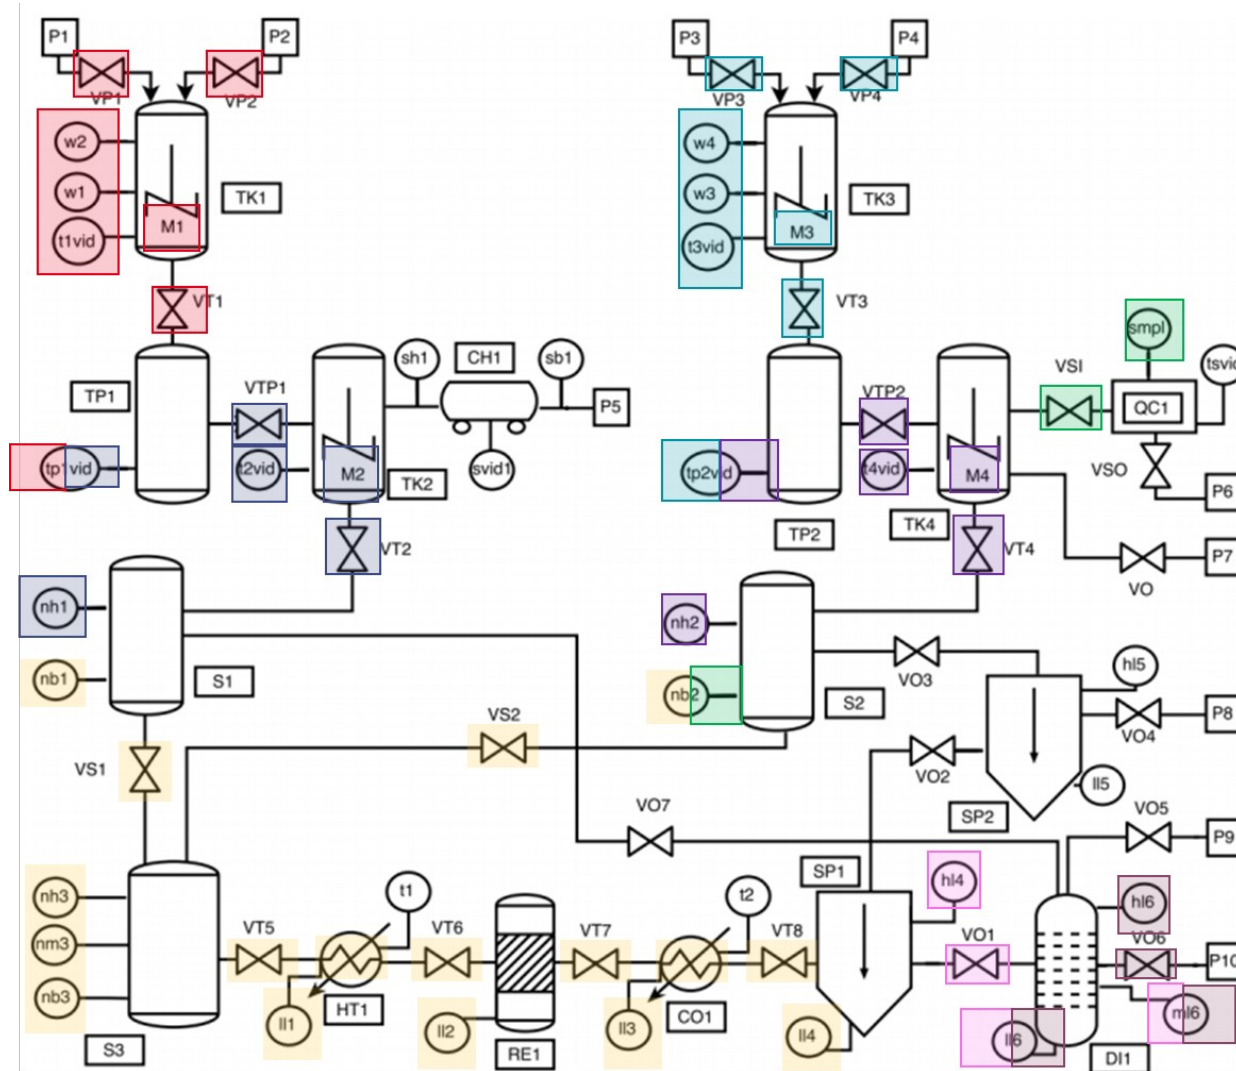 P1
P2
P3
P4
VP1
VP2
VP3
VP4
w2
w4
w1
TK1
w3
TK3
M1
t1vid
M3
t3vid
VT1
VT3
smpl
sh1
CH1
sb1
VSI
tsvid
TP1
VTP1
P5
VTP2
QC1
tp1vid
t2vid
M2
svid1
tp2vid
t4vid
M4
VSO
TK2
P6
TP2
TK4
VT2
VT4
P7
VO
nh1
nh2
nb1
S1
VO3
hl5
nb2
S2
P8
VS2
VO4
VS1
VO2
ll5
VO7
SP2
VO5
P9
SP1
nh3
t1
t2
hl4
hl6
VT5
VT6
VT7
VT8
VO1
VO6
nm3
P10
nb3
HT1
CO1
ml6
ll1
ll2
ll3
ll4
ll6
S3
RE1
DI1